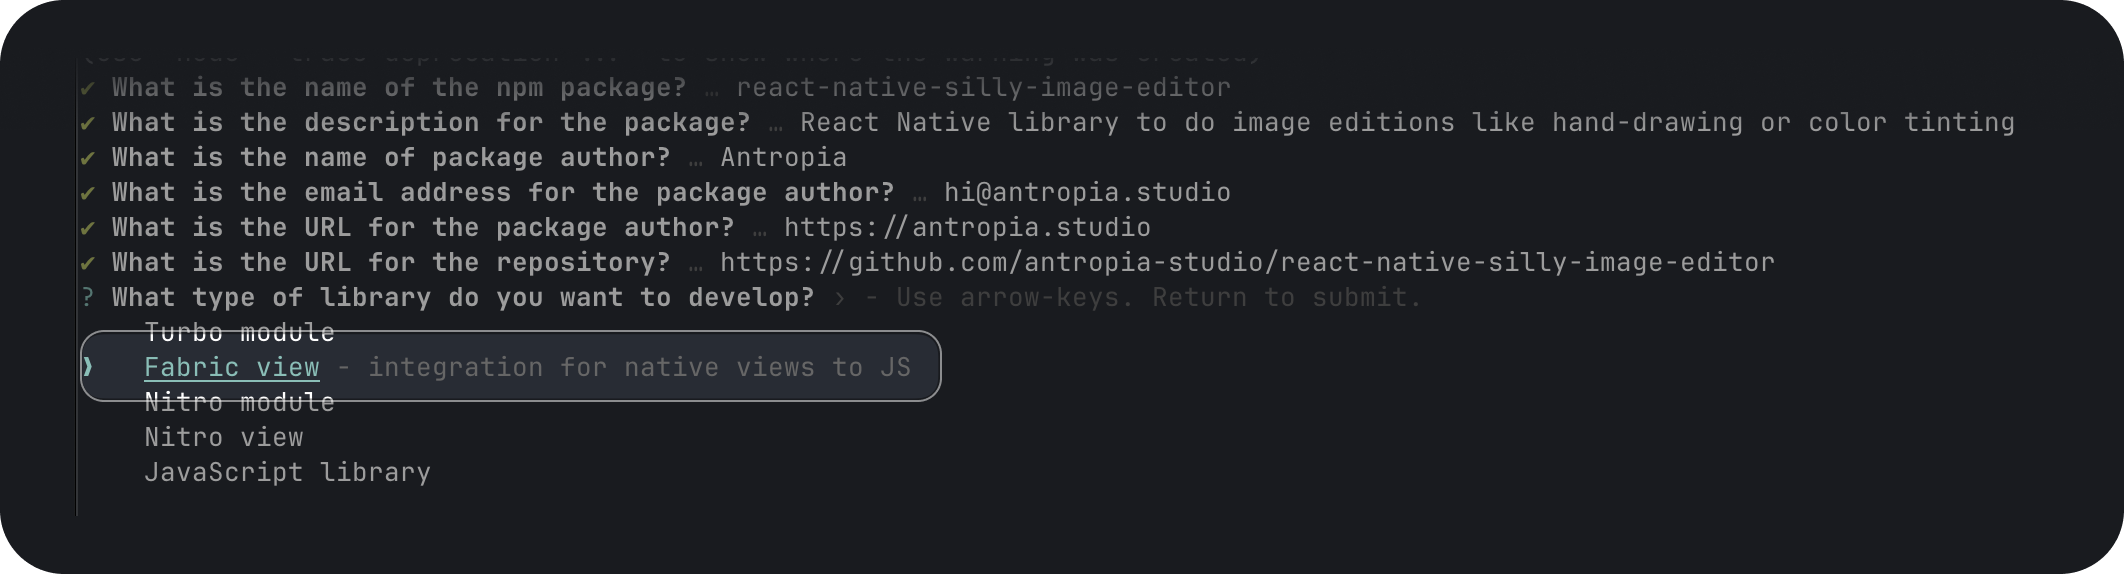 ✔ What is the name of the npm package? … react-native-silly-image-editor
✔ What is the description for the package? … React Native library to do image editions like hand-drawing or color tinting
✔ What is the name of package author? … Antropia
✔ What is the email address for the package author? … hi@antropia.studio
✔ What is the URL for the package author? … https://antropia.studio
✔ What is the URL for the repository? … https://github.com/antropia-studio/react-native-silly-image-editor
? What type of library do you want to develop? › - Use arrow-keys. Return to submit.
Turbo module
❯ Fabric view - integration for native views to JS
Nitro module
Nitro view
JavaScript library